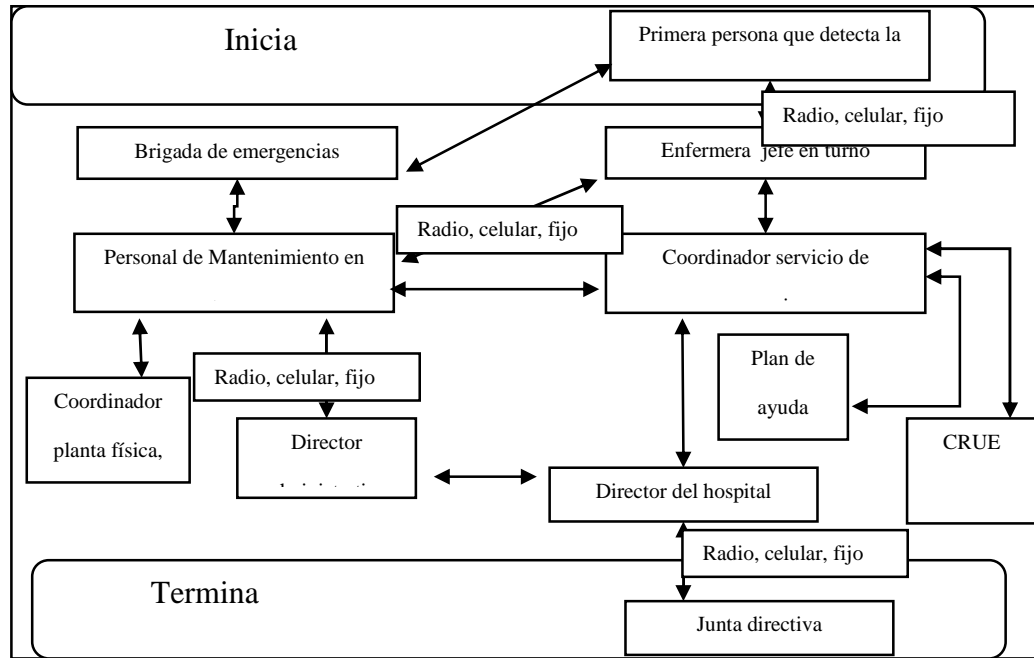 Inicia
Primera persona que detecta la
Radio, celular, fijo
Brigada de emergencias
Enfermera jefe en turno
Radio, celular, fijo
Personal de Mantenimiento en
Coordinador servicio de
Radio, celular, fijo
Plan de
ayuda
Coordinador
planta física,
Director
CRUE
Director del hospital
Radio, celular, fijo
Termina
Junta directiva